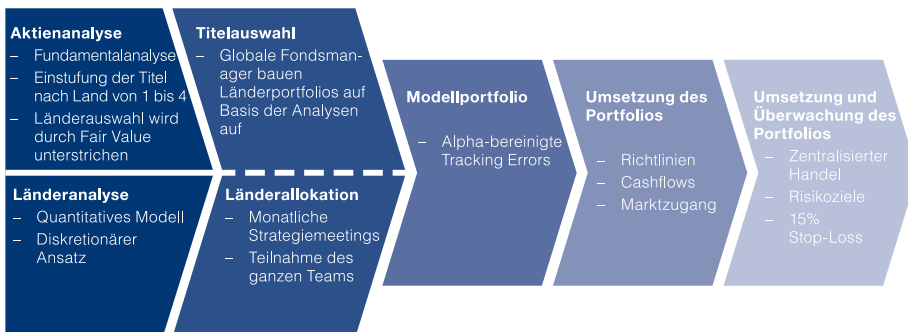 Aktienanalyse
– Fundamentalanalyse
– Einstufung der Titel
nach Land von 1 bis 4
– Länderauswahl wird
durch Fair Value
unterstrichen
Länderanalyse
– Quantitatives Modell
– Diskretionärer
Ansatz
Titelauswahl
– Globale Fondsman-
ager bauen
Länderportfolios auf
Basis der Analysen
auf
Länderallokation
– Monatliche
Strategiemeetings
– Teilnahme des
ganzen Teams
Modellportfolio
– Alpha-bereinigte
Tracking Errors
Umsetzung des
Portfolios
– Richtlinien
– Cashflows
– Marktzugang
Umsetzung und
Überwachung des
Portfolios
– Zentralisierter
Handel
– Risikoziele
– 15%
Stop-Loss